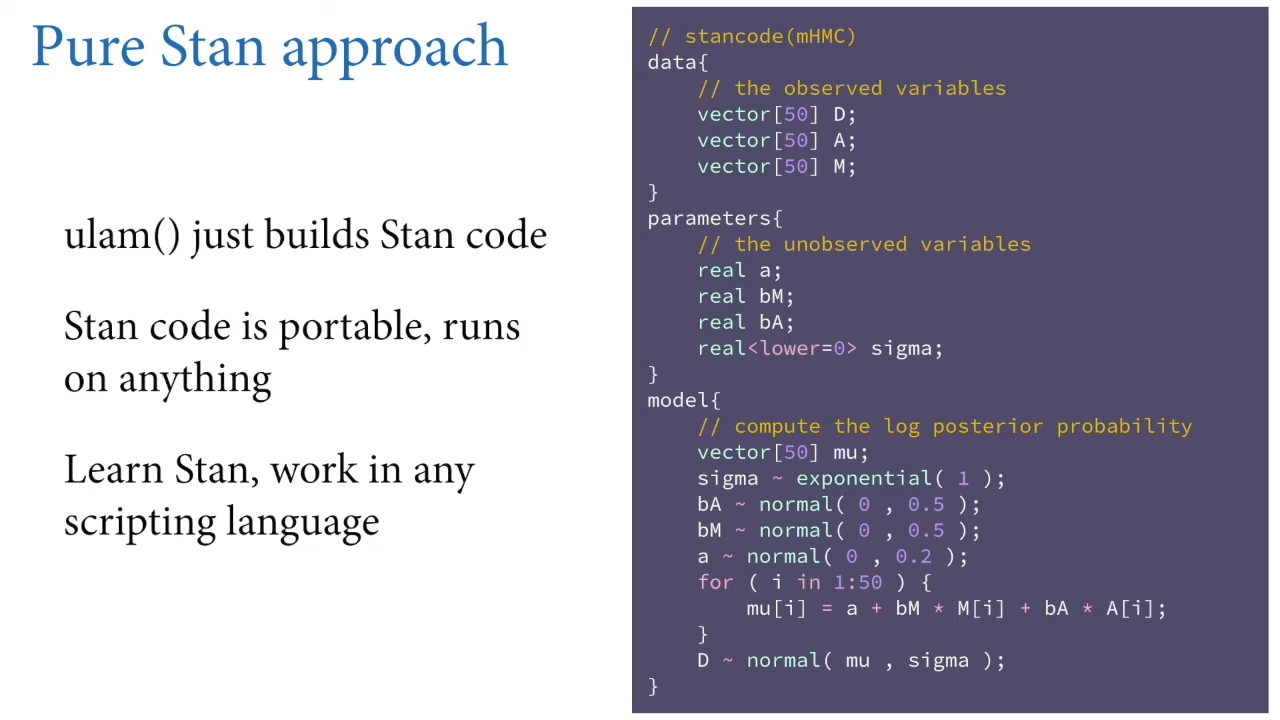 Pure Stan approach
ulam() just builds Stan code
Stan code is portable, runs
on anything
Learn Stan, work in any
scripting language
// stancode(mHMC)
data{
    // the observed variables
    vector[50] D;
    vector[50] A;
    vector[50] M;
}
parameters{
    // the unobserved variables
    real a;
    real bM;
    real bA;
    real<lower=0> sigma;
}
model{
    // compute the log posterior probability
    vector[50] mu;
    sigma ~ exponential( 1 );
    bA ~ normal( 0 , 0.5 );
    bM ~ normal( 0 , 0.5 );
    a ~ normal( 0 , 0.2 );
    for ( i in 1:50 ) {
        mu[i] = a + bM * M[i] + bA * A[i];
    }
    D ~ normal( mu , sigma );
}